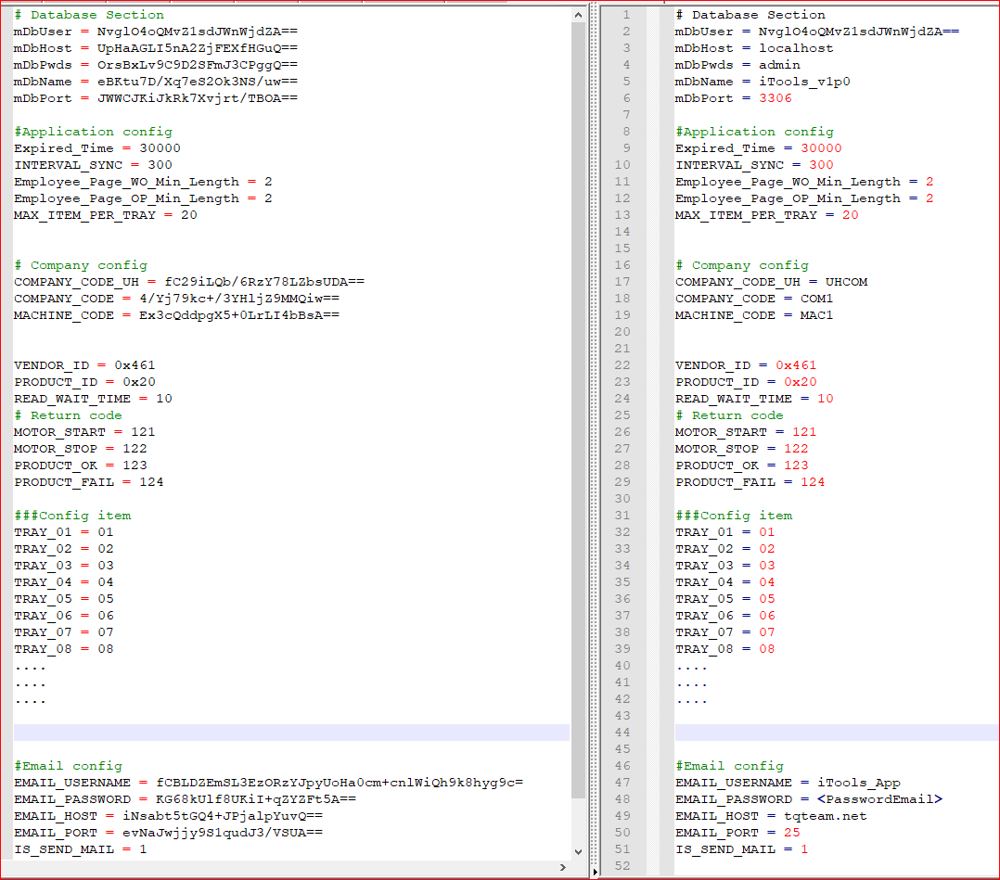 # Database Section
mDbUser = NvglO4oQMvZ1sdJWnWjdZA==
mDbHost = UpHaAGLI5nA2ZjFEXfHGuQ==
mDbPwds = OrsBxLv9C9D2SFmJ3CPggQ==
mDbName = eBKtu7D/Xq7eS2Ok3NS/uw==
mDbPort = JWWCJKiJkRk7Xvjrt/TBOA==
#Application config
Expired_Time = 30000
INTERVAL_SYNC = 300
Employee_Page_WO_Min_Length = 2
Employee_Page_OP_Min_Length = 2
MAX_ITEM_PER_TRAY = 20
# Company config
COMPANY_CODE_UH = fC29iLQb/6RzY78LZbsUDA==
COMPANY_CODE = 4/Yj79kc+/3YHljZ9MMQiw==
MACHINE_CODE = Ex3cQddpgX5+0LrLI4bBsA==
VENDOR_ID = 0x461
PRODUCT_ID = 0x20
READ_WAIT_TIME = 10
# Return code
MOTOR_START = 121
MOTOR_STOP = 122
PRODUCT_OK = 123
PRODUCT_FAIL = 124
###Config item
TRAY_01 = 01
TRAY_02 = 02
TRAY_03 = 03
TRAY_04 = 04
TRAY_05 = 05
TRAY_06 = 06
TRAY_07 = 07
TRAY_08 = 08
....
....
....
#Email config
EMAIL_USERNAME = fCBLDZEmSL3EzORzYJpyUoHa0cm+cnlWiQh9k8hyg9c=
EMAIL_PASSWORD = KG68kUlf8UKiI+qZYZFt5A==
EMAIL_HOST = iNsabt5tGQ4+JPjalpYuvQ==
EMAIL_PORT = evNaJwjjy9S1qudJ3/VSUA==
IS_SEND_MAIL = 1
1 # Database Section
2 mDbUser = NvglO4oQMvZ1sdJWnWjdZA==
3 mDbHost = localhost
4 mDbPwds = admin
5 mDbName = iTools_v1p0
6 mDbPort = 3306
7
8 #Application config
9 Expired_Time = 30000
10 INTERVAL_SYNC = 300
11 Employee_Page_WO_Min_Length = 2
12 Employee_Page_OP_Min_Length = 2
13 MAX_ITEM_PER_TRAY = 20
14
15
16 # Company config
17 COMPANY_CODE_UH = UHCOM
18 COMPANY_CODE = COM1
19 MACHINE_CODE = MAC1
20
21
22 VENDOR_ID = 0x461
23 PRODUCT_ID = 0x20
24 READ_WAIT_TIME = 10
25 # Return code
26 MOTOR_START = 121
27 MOTOR_STOP = 122
28 PRODUCT_OK = 123
29 PRODUCT_FAIL = 124
30
31 ###Config item
32 TRAY_01 = 01
33 TRAY_02 = 02
34 TRAY_03 = 03
35 TRAY_04 = 04
36 TRAY_05 = 05
37 TRAY_06 = 06
38 TRAY_07 = 07
39 TRAY_08 = 08
40 ....
41 ....
42 ....
43
44
45
46 #Email config
47 EMAIL_USERNAME = iTools_App
48 EMAIL_PASSWORD = <PasswordEmail>
49 EMAIL_HOST = tqteam.net
50 EMAIL_PORT = 25
51 IS_SEND_MAIL = 1
52